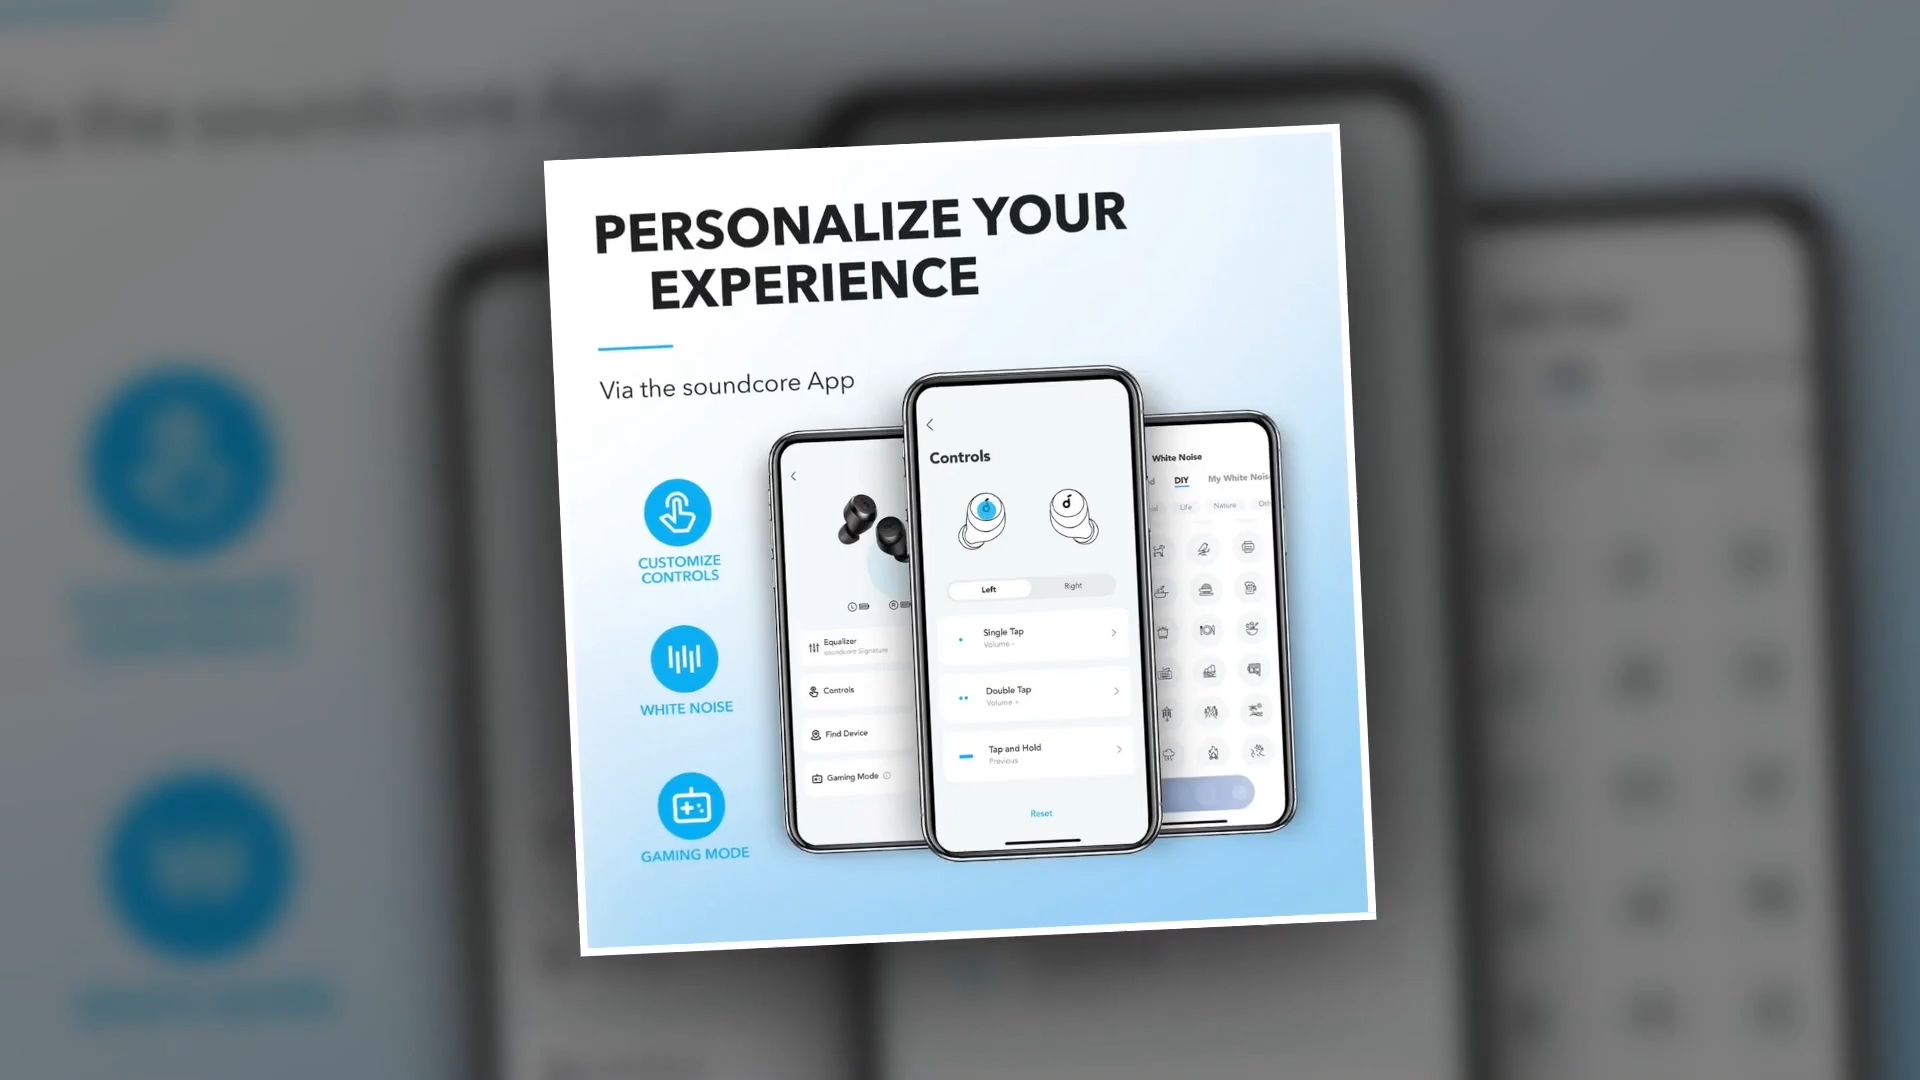 PERSONALIZE YOUR
EXPERIENCE
Via the soundcore App
CUSTOMIZE
CONTROLS
WHITE NOISE
GAMING MODE
L
R
Equalizer
soundcore Signature
Controls
Find Device
Gaming Mode
Controls
Left
Right
Single Tap
Volume -
Double Tap
Volume +
Tap and Hold
Previous
Reset
White Noise
DIY
My White Nois
Life
Nature